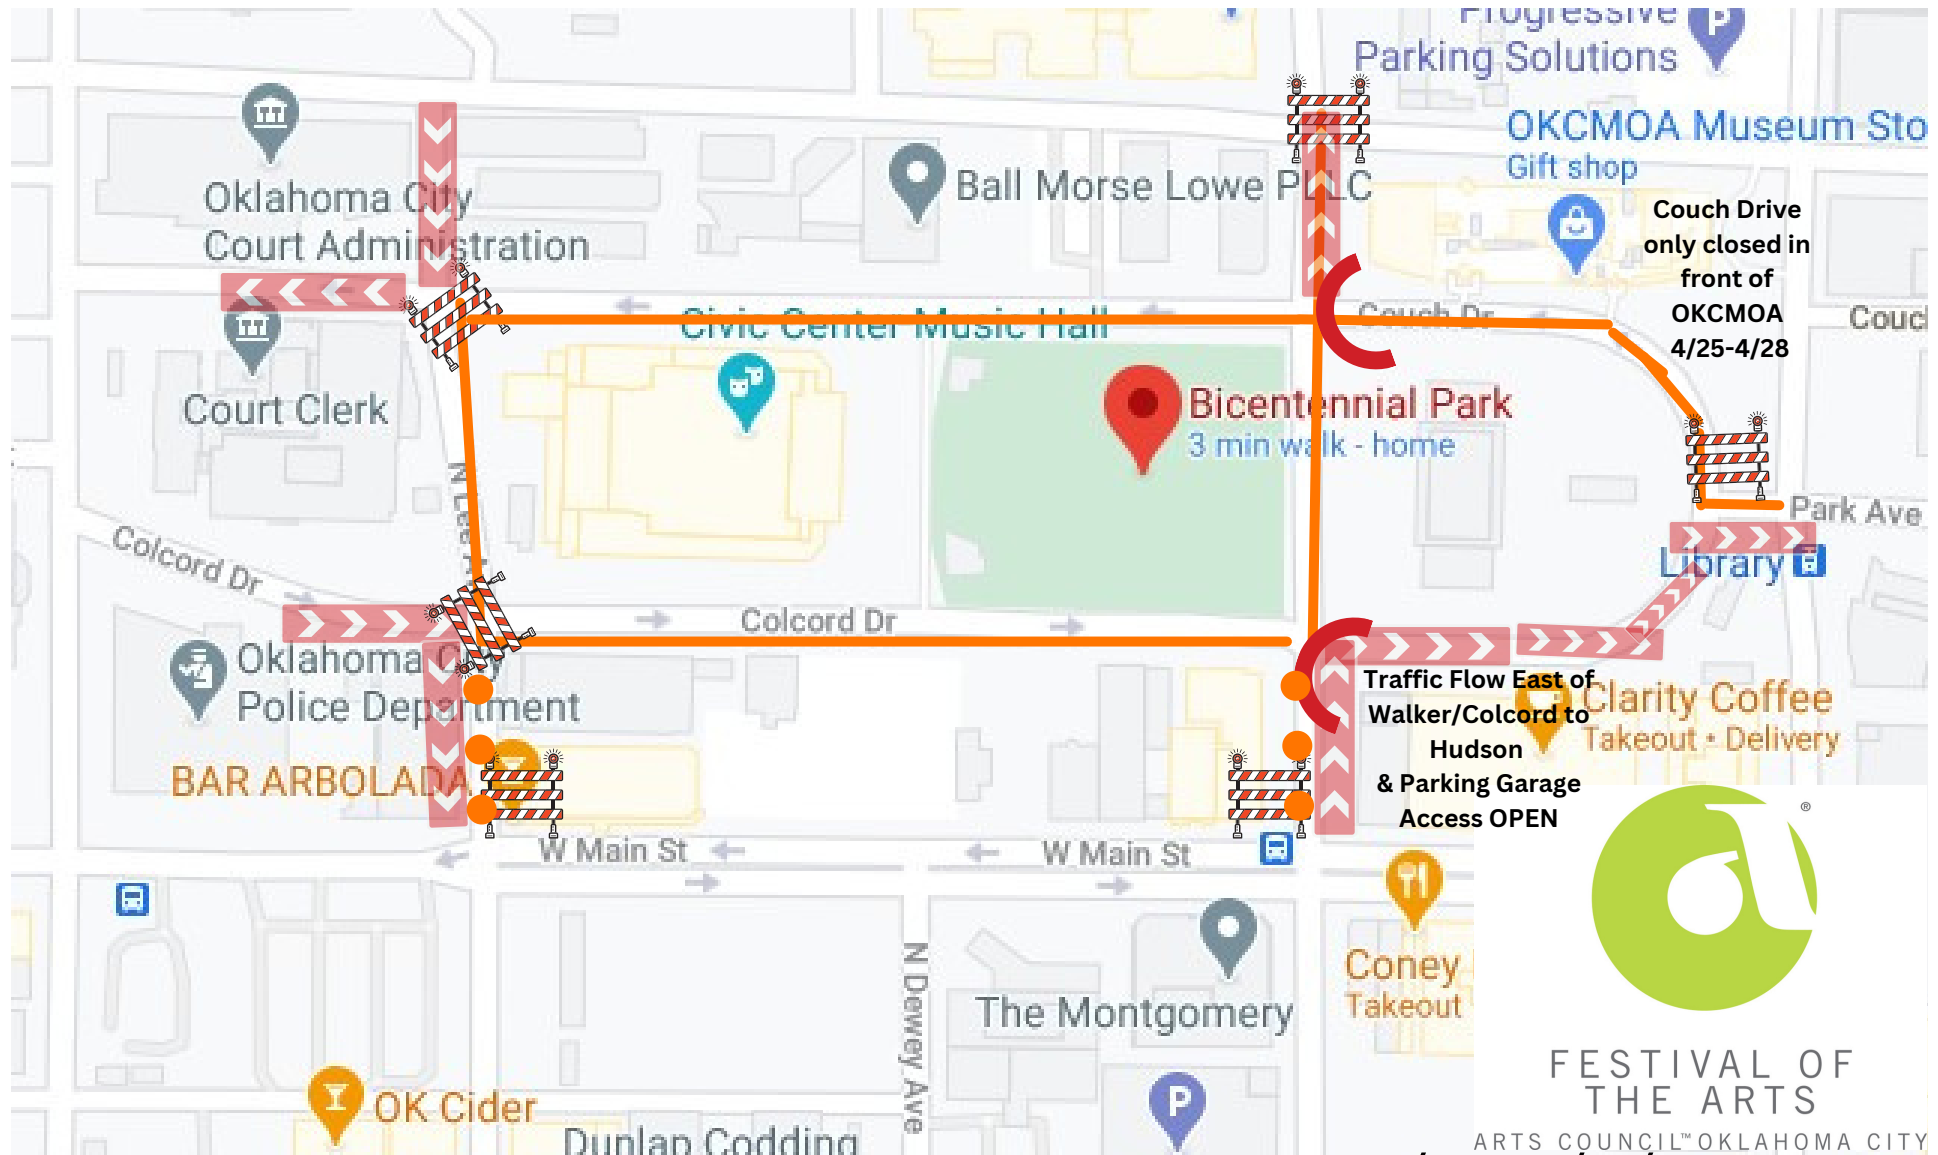 Progressive
Parking Solutions
P
OKCMOA Museum Sto
Gift shop
Oklahoma City
Court Administration
Ball Morse Lowe PLLC
Couch Drive
only closed in
front of
OKCMOA
4/25-4/28
Civic Center Music Hall
Couch Dr
Couc
Court Clerk
Bicentennial Park
3 min walk - home
N Lee A
Park Ave
Colcord Dr
Library
Colcord Dr
Oklahoma City
Police Department
Traffic Flow East of
Walker/Colcord to
Hudson
& Parking Garage
Access OPEN
Clarity Coffee
Takeout • Delivery
BAR ARBOLADA
W Main St
W Main St
®
Coney
Takeout
N Dewey Ave
The Montgomery
P
OK Cider
Dunlap Codding
FESTIVAL OF
THE ARTS
ARTS COUNCIL™ OKLAHOMA CITY